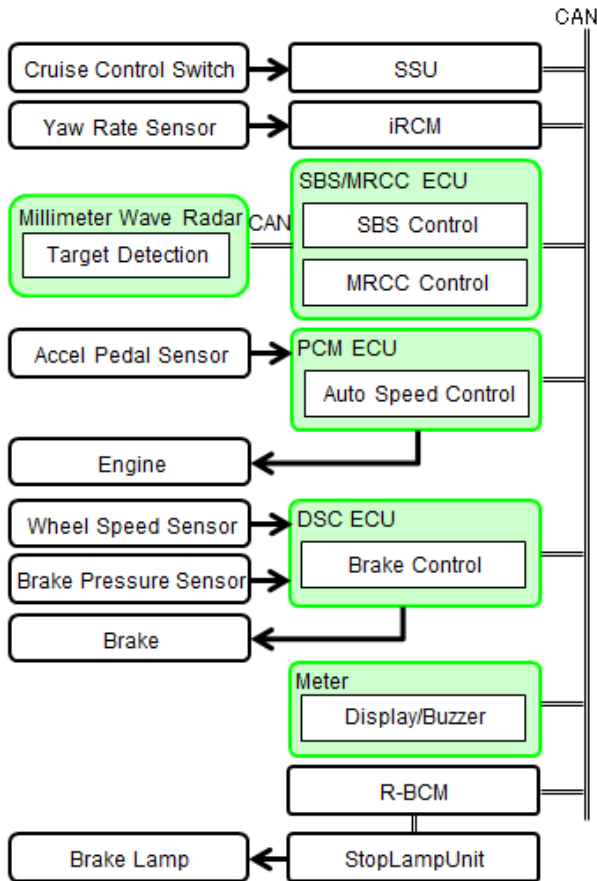 CAN
Cruise Control Switch
SSU
Yaw Rate Sensor
iRCM
SBS/MRCC ECU
Millimeter Wave Radar
CAN
SBS Control
Target Detection
MRCC Control
Accel Pedal Sensor
PCM ECU
Auto Speed Control
Engine
Wheel Speed Sensor
DSC ECU
Brake Control
Brake Pressure Sensor
Brake
Meter
Display/Buzzer
R-BCM
Brake Lamp
StopLampUnit